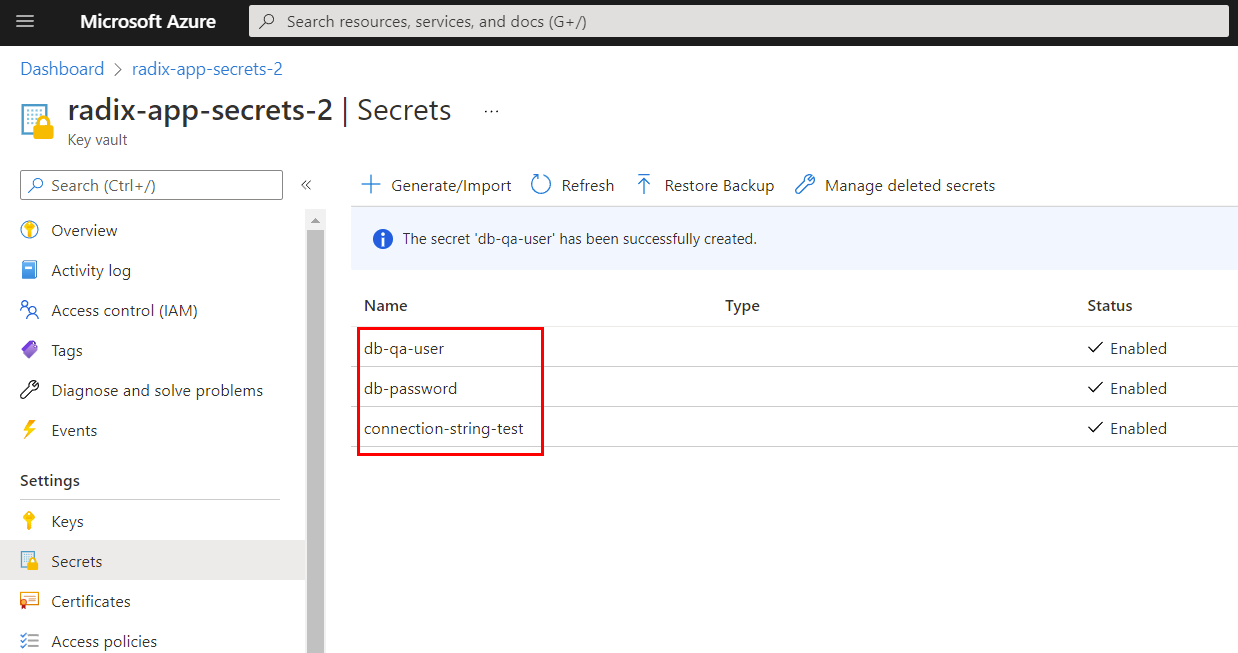 Microsoft Azure
Search resources, services, and docs (G+/)
Dashboard > radix-app-secrets-2
radix-app-secrets-2 | Secrets ...
Key vault
Search (Ctrl+/) «
Overview
Activity log
Access control (IAM)
Tags
Diagnose and solve problems
Events
Settings
Keys
Secrets
Certificates
Access policies
Generate/Import Refresh Restore Backup Manage deleted secrets
The secret 'db-qa-user' has been successfully created.
Name Type Status
db-qa-user Enabled
db-password Enabled
connection-string-test Enabled